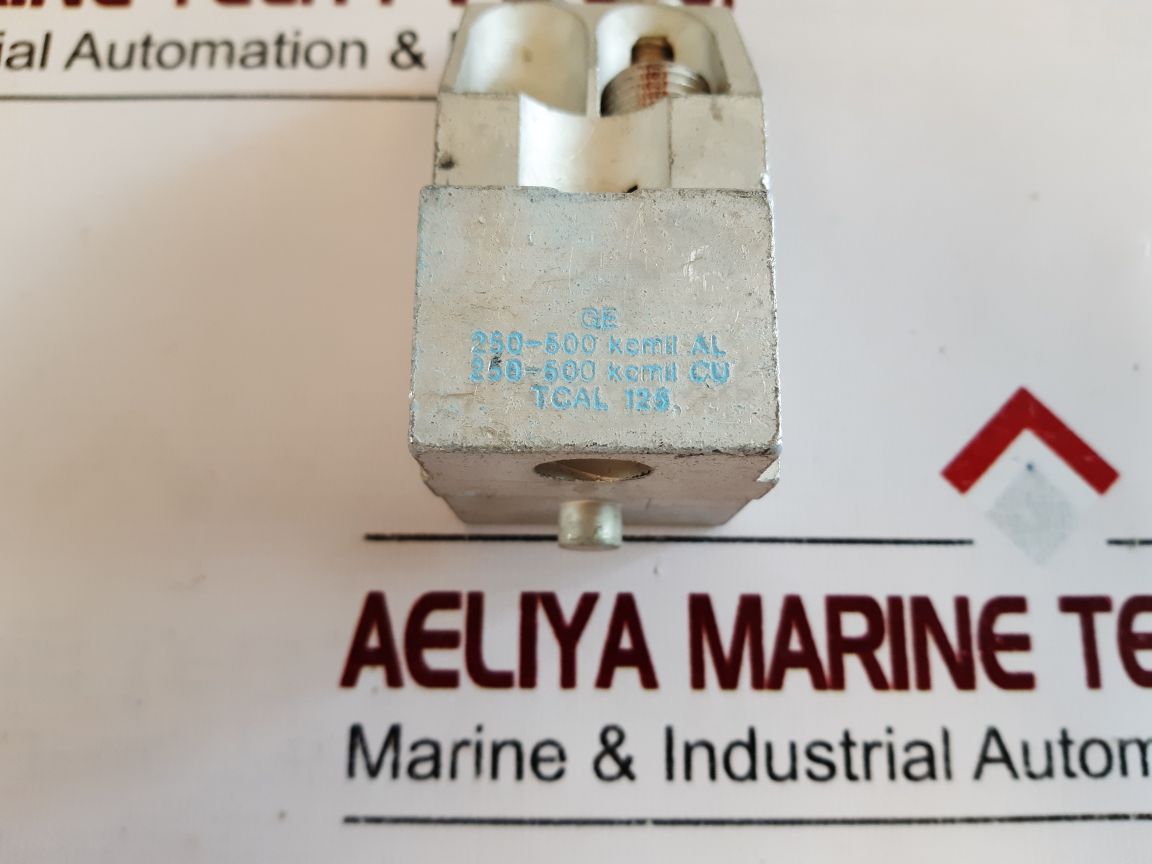 ial Automation &
GE
250-500 kcmil AL
250-500 kcmil CU
TCAL 125
AELIYA MARINE TE
Marine & Industrial Autom